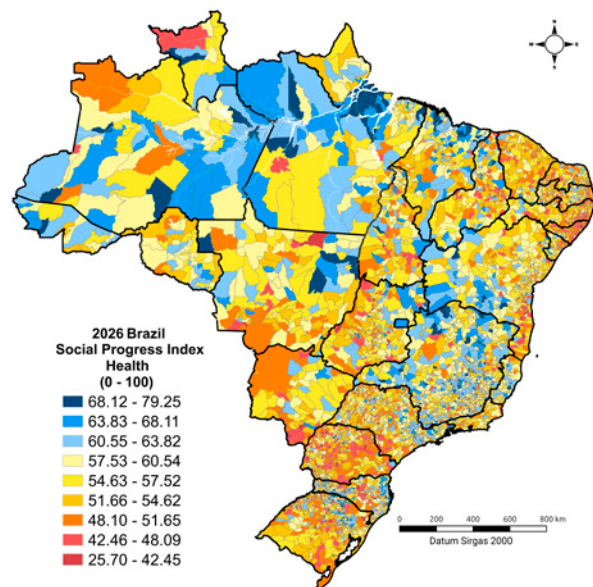 N
W
E
S
2026 Brazil
Social Progress Index
Health
(0 - 100)
68.12 - 79.25
63.83 - 68.11
60.55 - 63.82
57.53 - 60.54
54.63 - 57.52
51.66 - 54.62
48.10 - 51.65
42.46 - 48.09
25.70 - 42.45
0 200 400 600 800 km
Datum Sirgas 2000